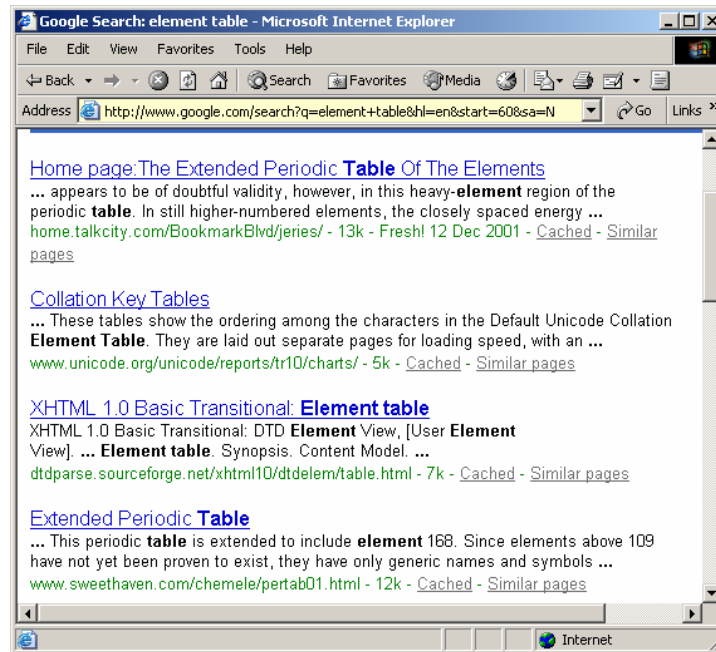 Google Search: element table - Microsoft Internet Explorer
File Edit View Favorites Tools Help
Back Search Favorites Media
Address http://www.google.com/search?q=element+table&hl=en&start=60&sa=N Go Links »
Home page:The Extended Periodic Table Of The Elements
... appears to be of doubtful validity, however, in this heavy-element region of the
periodic table. In still higher-numbered elements, the closely spaced energy ...
home.talkcity.com/BookmarkBlvd/jeries/ - 13k - Fresh! 12 Dec 2001 - Cached - Similar
pages
Collation Key Tables
... These tables show the ordering among the characters in the Default Unicode Collation
Element Table. They are laid out separate pages for loading speed, with an ...
www.unicode.org/unicode/reports/tr10/charts/ - 5k - Cached - Similar pages
XHTML 1.0 Basic Transitional: Element table
XHTML 1.0 Basic Transitional: DTD Element View, [User Element
View]. ... Element table. Synopsis. Content Model. ...
dtdparse.sourceforge.net/xhtml10/dtdelem/table.html - 7k - Cached - Similar pages
Extended Periodic Table
... This periodic table is extended to include element 168. Since elements above 109
have not yet been proven to exist, they have only generic names and symbols ...
www.sweethaven.com/chemele/pertab01.html - 12k - Cached - Similar pages
Internet